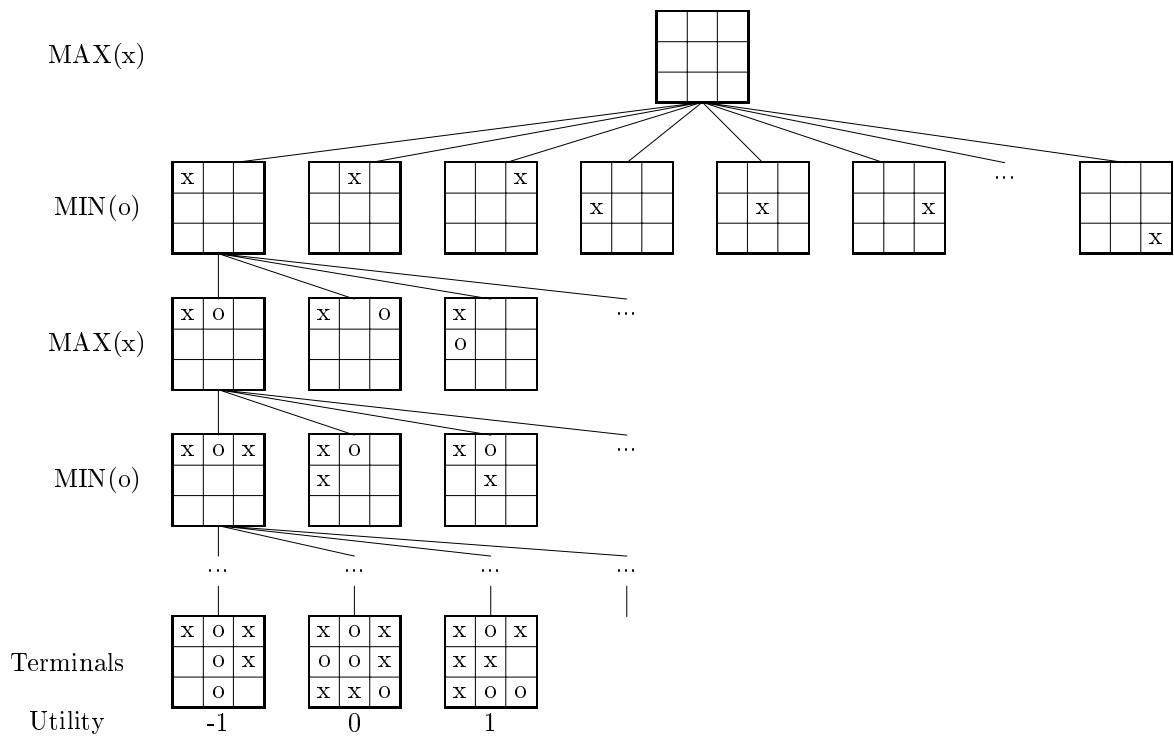 MAX(x)
x x x x x x ... x
MIN(o)
x o x o x ...
MAX(x)
o
x o x x o x o ...
MIN(o)
x x
... ... ... ...
x o x x o x x o x
Terminals
o x o o x x x
o x x o x o o
Utility
-1 0 1